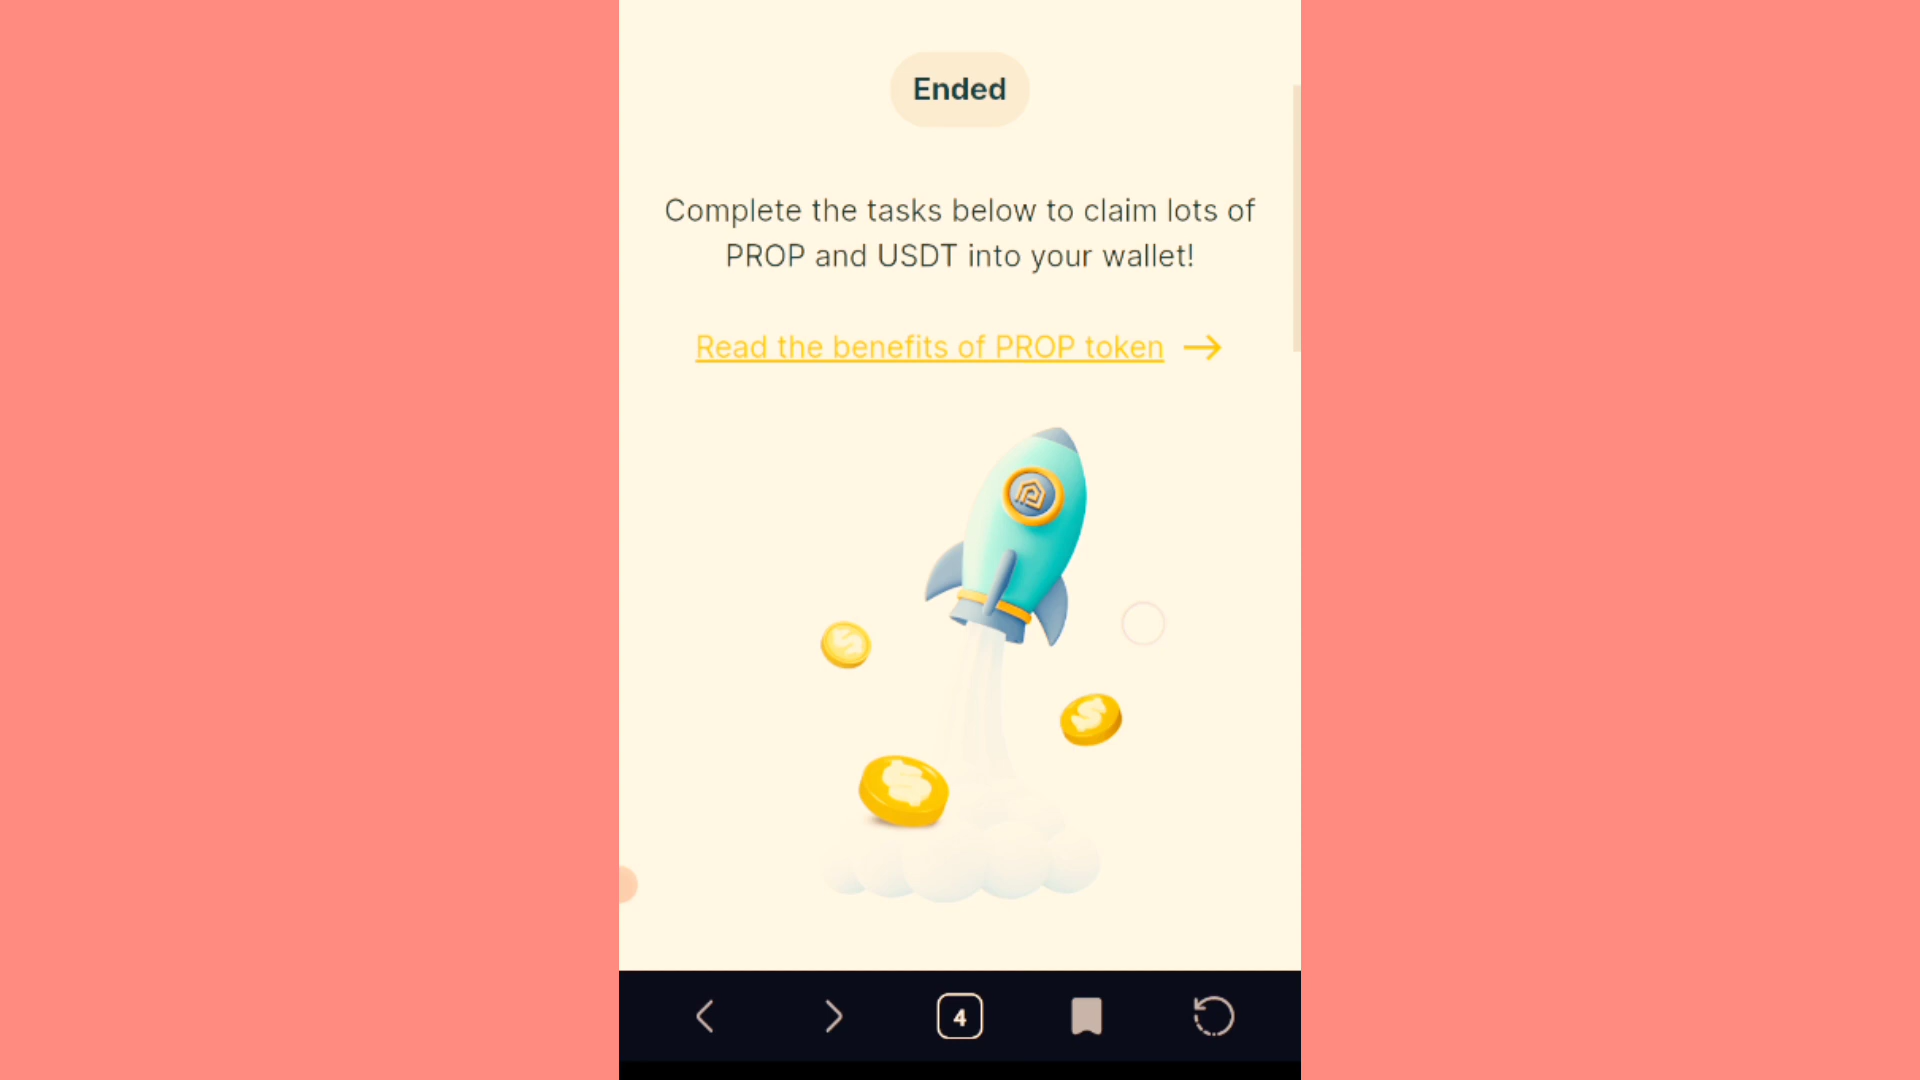 Ended
Complete the tasks below to claim lots of
PROP and USDT into your wallet!
Read the benefits of PROP token
4